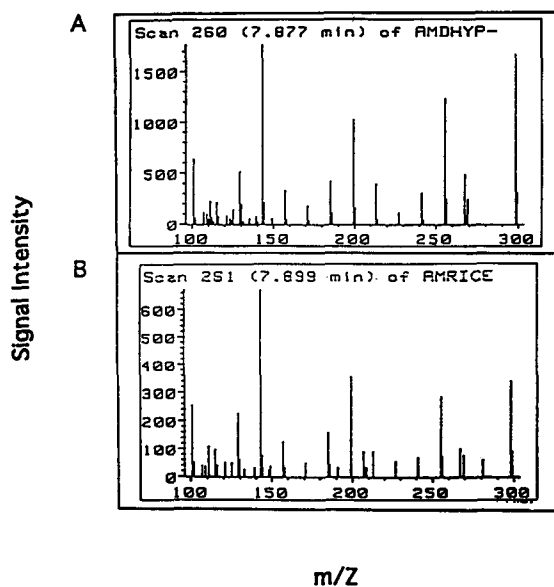 A
Scan 260 (7.877 min) of AMDHYP-
1500
1000
500
0
100 150 200 250 300
B
Scan 251 (7.899 min) of AMRICE
600
500
400
300
200
100
0
100 150 200 250 300
Signal Intensity
m/Z